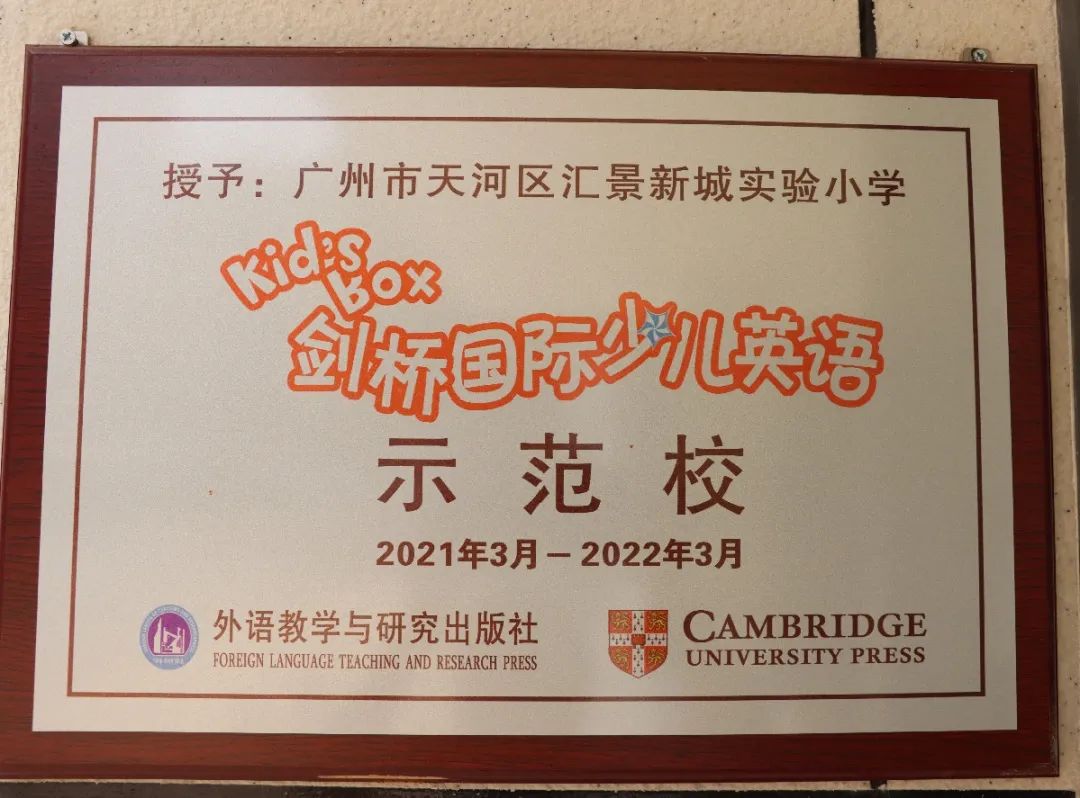 授予：广州市天河区汇景新城实验小学
Kid's
Box
剑桥国际少儿英语
示范校
2021年3月－2022年3月
外语教学与研究出版社
FOREIGN LANGUAGE TEACHING AND RESEARCH PRESS
CAMBRIDGE
UNIVERSITY PRESS